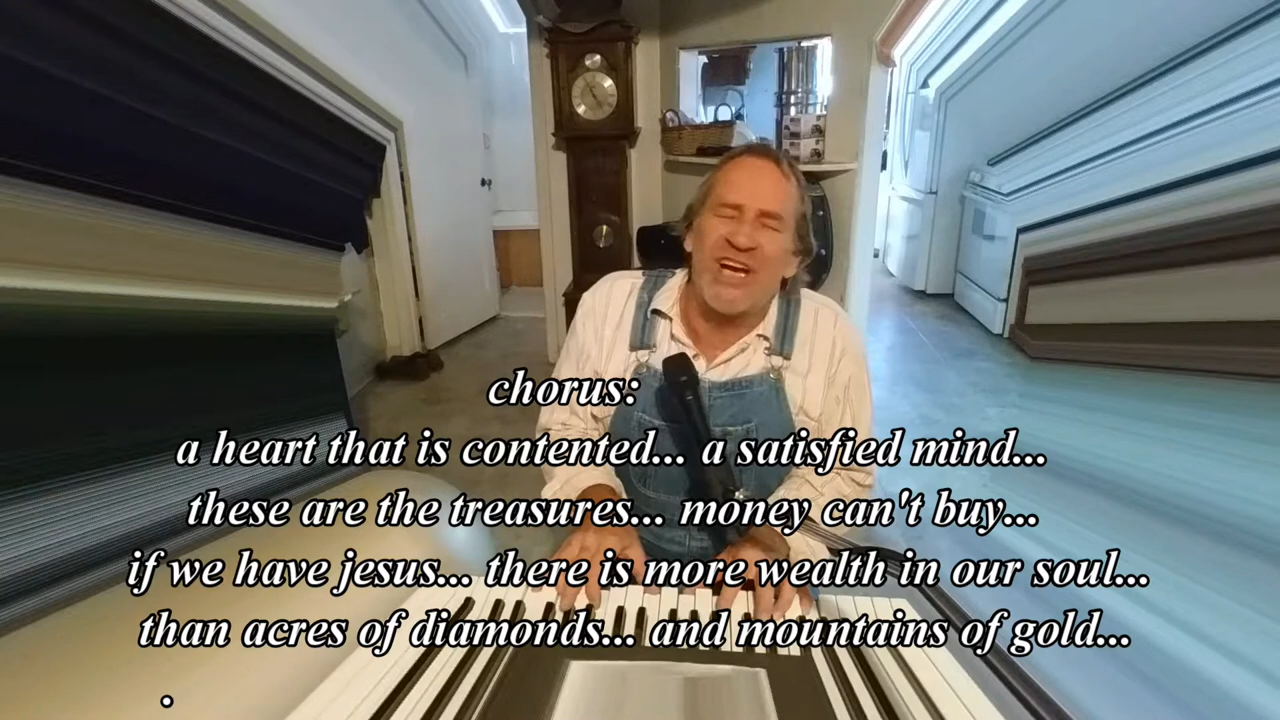 chorus:
a heart that is contented... a satisfied mind...
these are the treasures... money can't buy...
if we have jesus... there is more wealth in our soul...
than acres of diamonds... and mountains of gold...
.